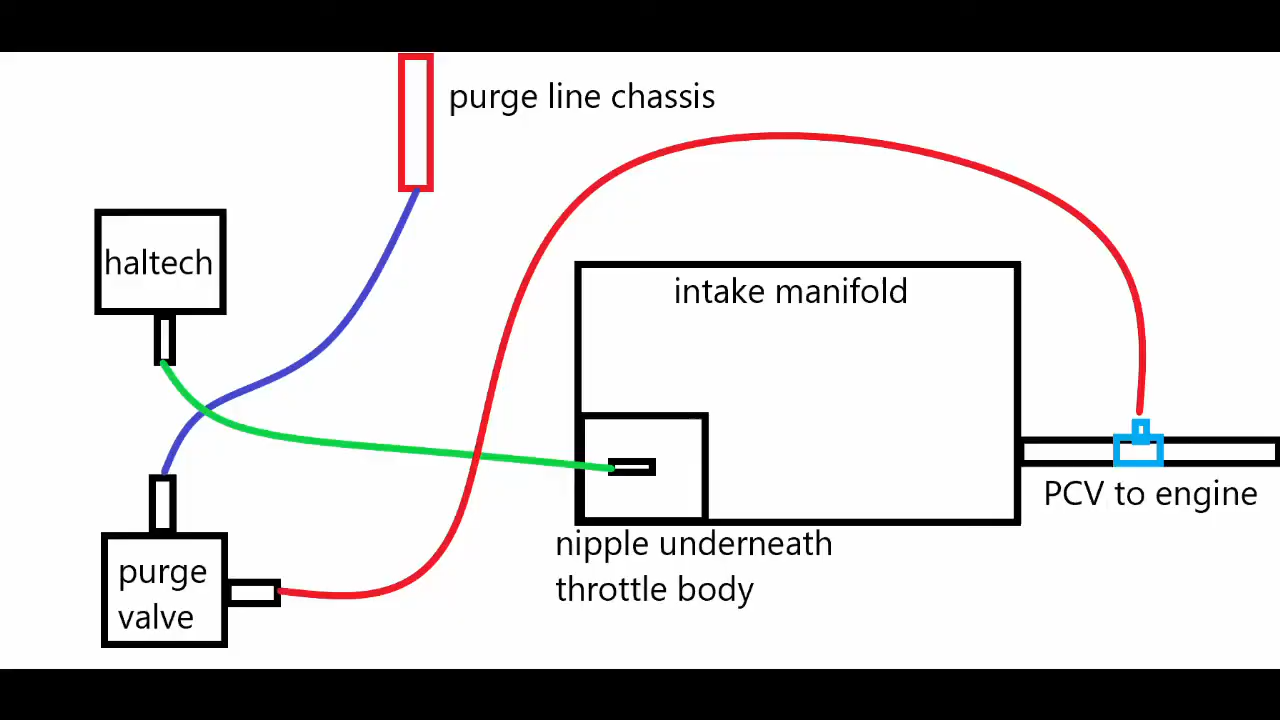 purge line chassis
haltech
intake manifold
PCV to engine
nipple underneath
throttle body
purge
valve